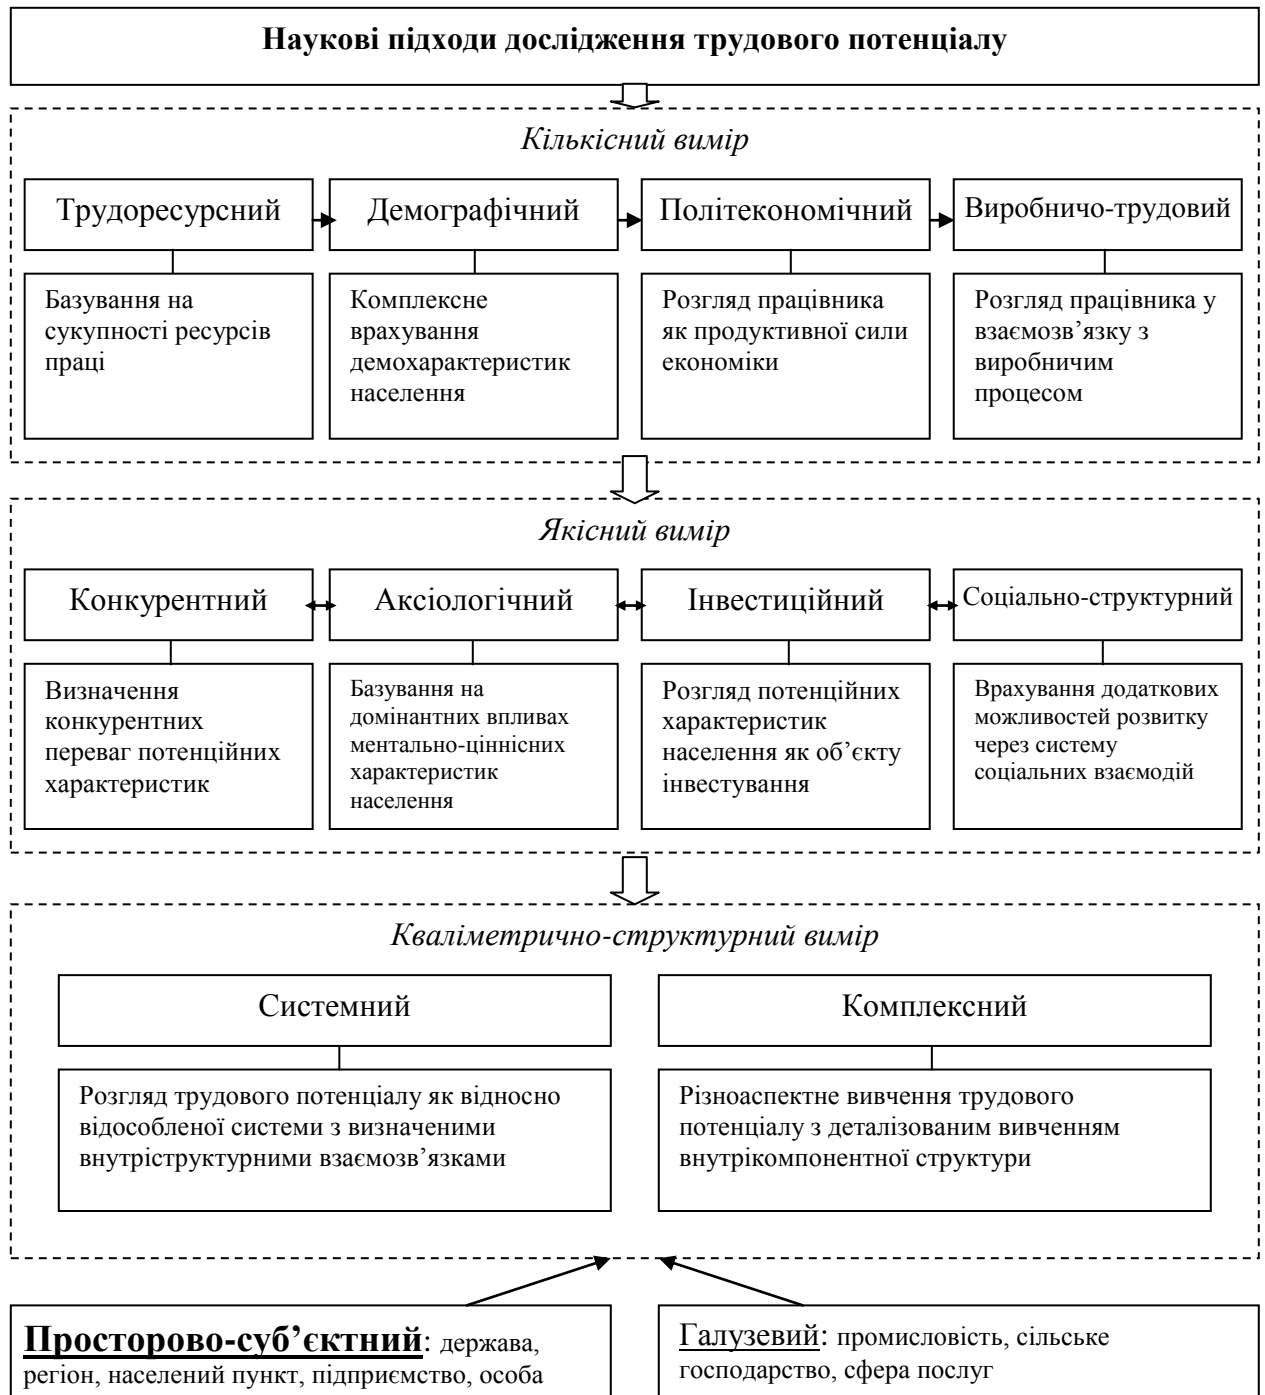 Наукові підходи дослідження трудового потенціалу
Кількісний вимір
Трудоресурсний
Демографічний
Політекономічний
Виробничо-трудовий
Базування на
сукупності ресурсів
праці
Комплексне
врахування
демохарактеристик
населення
Розгляд працівника
як продуктивної сили
економіки
Розгляд працівника у
взаємозв’язку з
виробничим
процесом
Якісний вимір
Конкурентний
Аксіологічний
Інвестиційний
Соціально-структурний
Визначення
конкурентних
переваг потенційних
характеристик
Базування на
домінантних впливах
ментально-ціннісних
характеристик
населення
Розгляд потенційних
характеристик
населення як об’єкту
інвестування
Врахування додаткових
можливостей розвитку
через систему
соціальних взаємодій
Кваліметрично-структурний вимір
Системний
Комплексний
Розгляд трудового потенціалу як відносно
відособленої системи з визначеними
внутріструктурними взаємозв’язками
Різноаспектне вивчення трудового
потенціалу з деталізованим вивченням
внутрікомпонентної структури
Просторово-суб’єктний: держава,
регіон, населений пункт, підприємство, особа
Галузевий: промисловість, сільське
господарство, сфера послуг